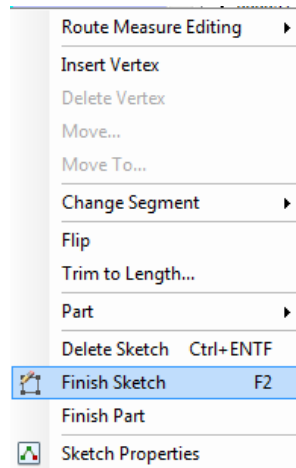 Route Measure Editing
Insert Vertex
Delete Vertex
Move...
Move To...
Change Segment
Flip
Trim to Length...
Part
Delete Sketch Ctrl+ENTF
Finish Sketch F2
Finish Part
Sketch Properties